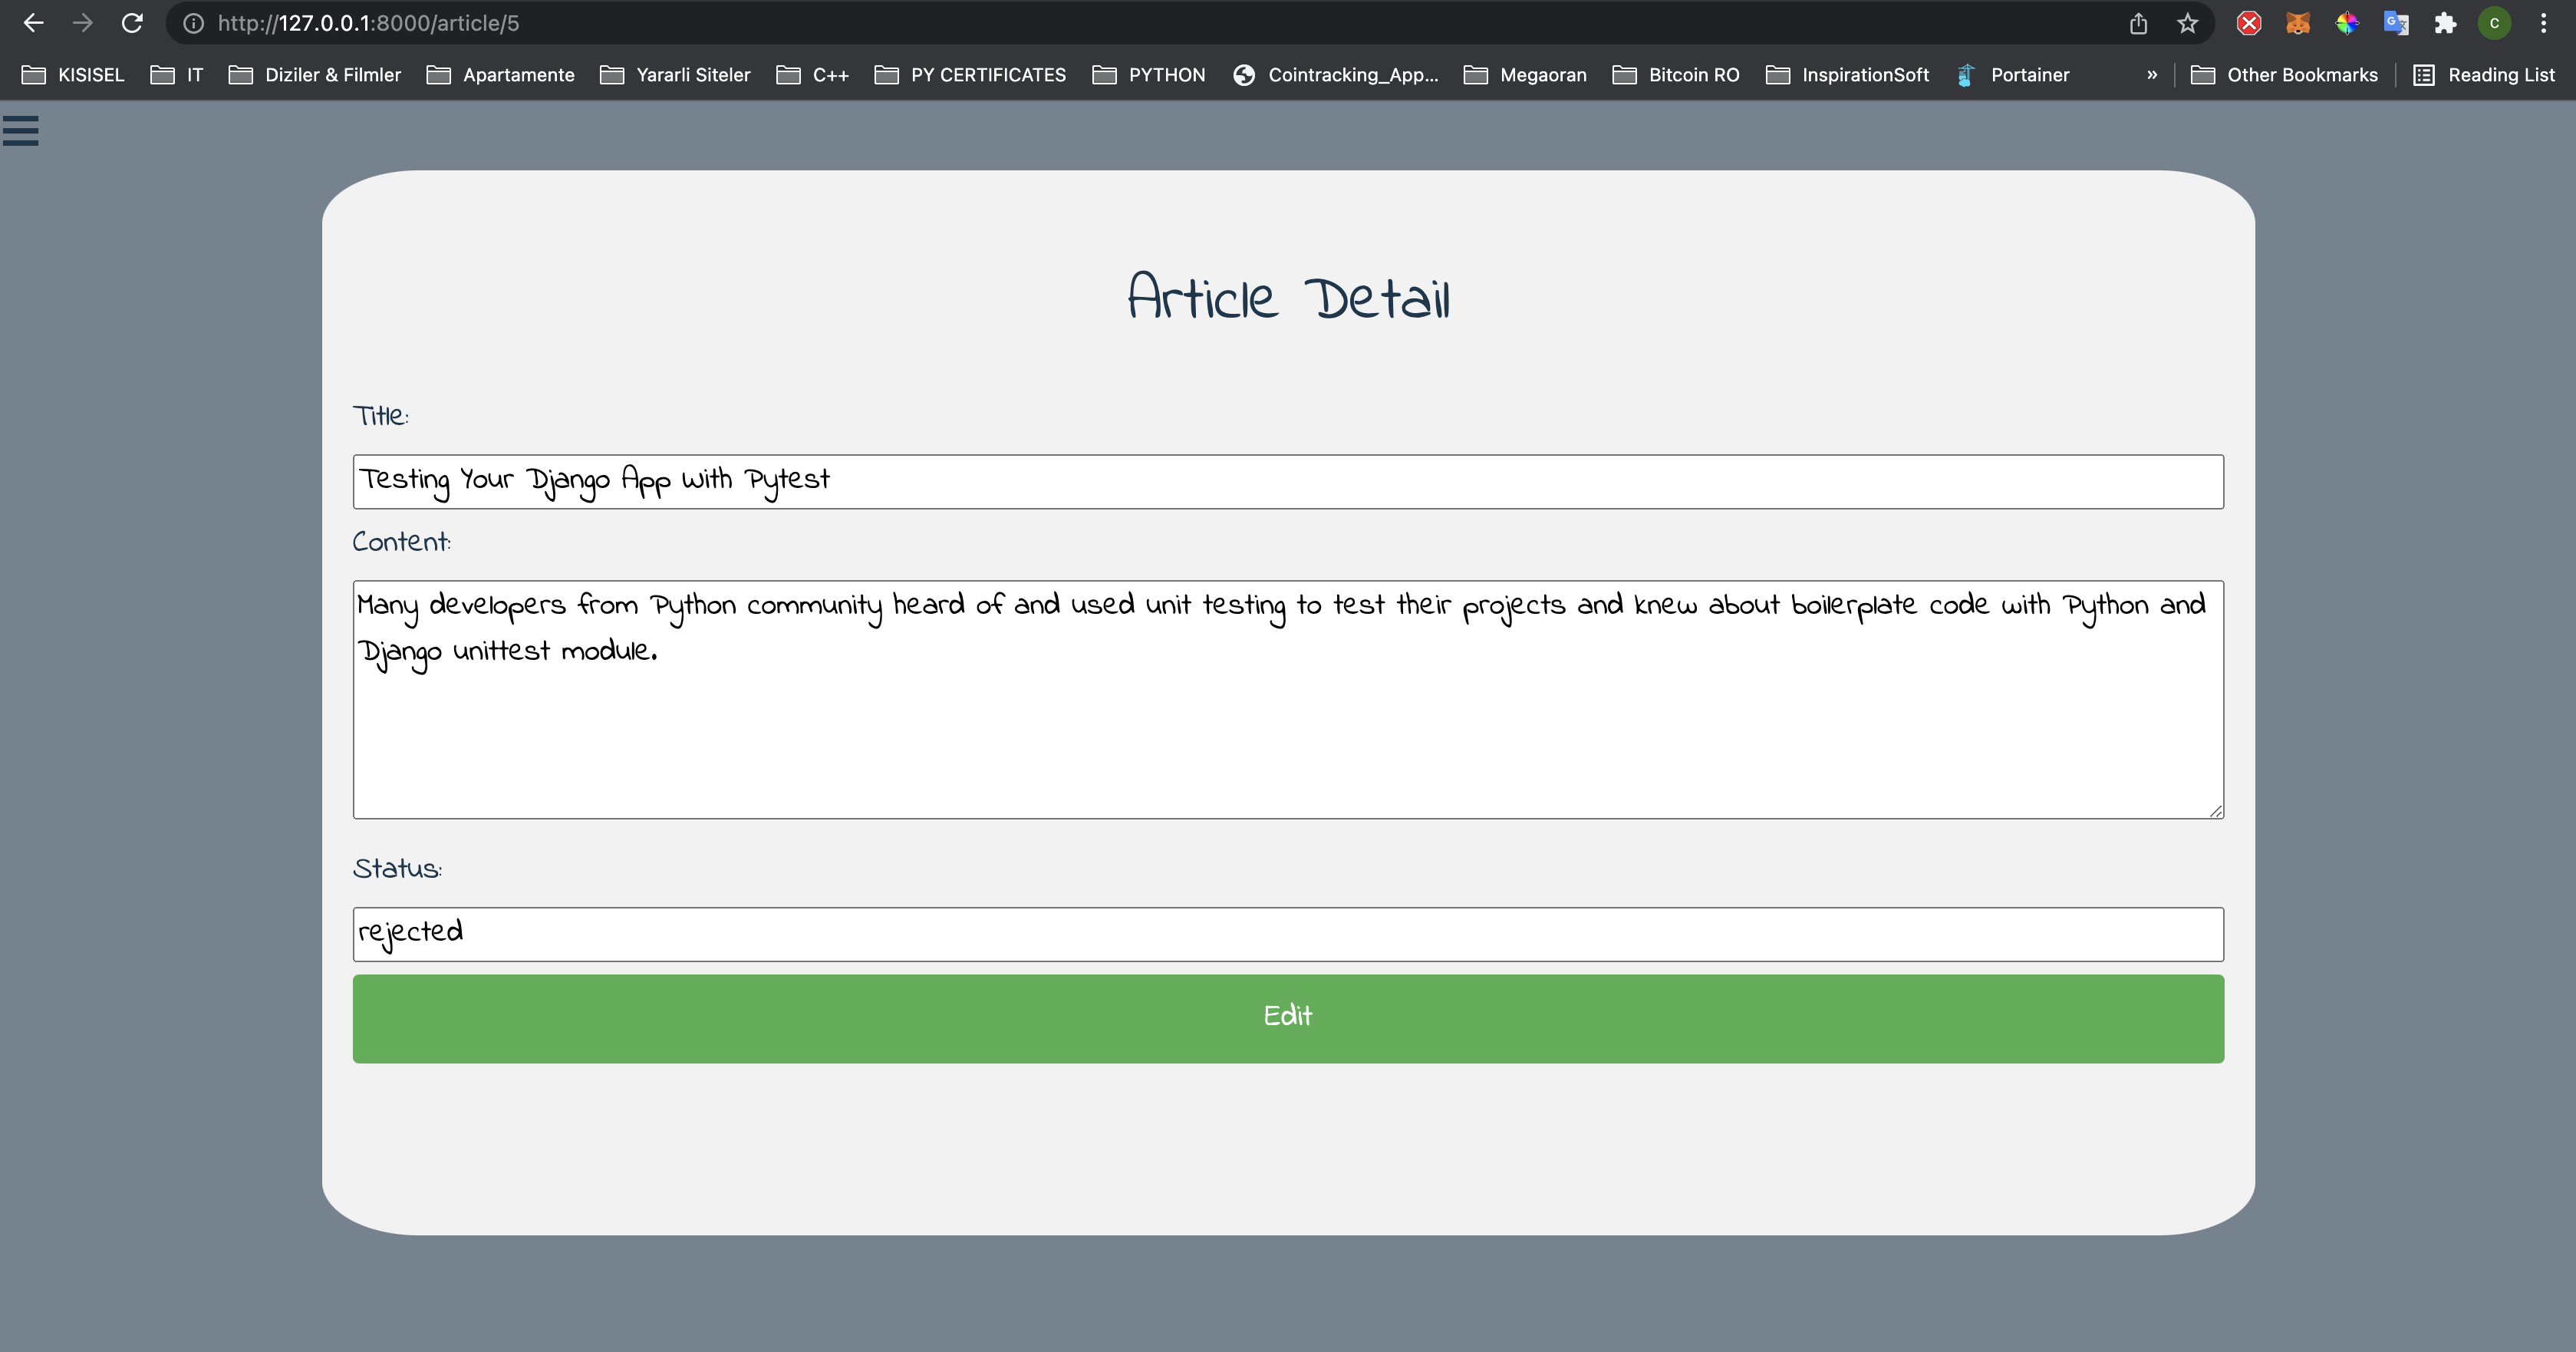 http://127.0.0.1:8000/article/5
C
KISISEL IT Diziler & Filmler Apartamente Yararli Siteler C++ PY CERTIFICATES PYTHON Cointracking_App... Megaoran Bitcoin RO InspirationSoft Portainer » Other Bookmarks Reading List
Article Detail
Title:
Testing Your Django App With Pytest
Content:
Many developers from Python community heard of and used unit testing to test their projects and knew about boilerplate code with Python and
Django unittest module.
Status:
rejected
Edit